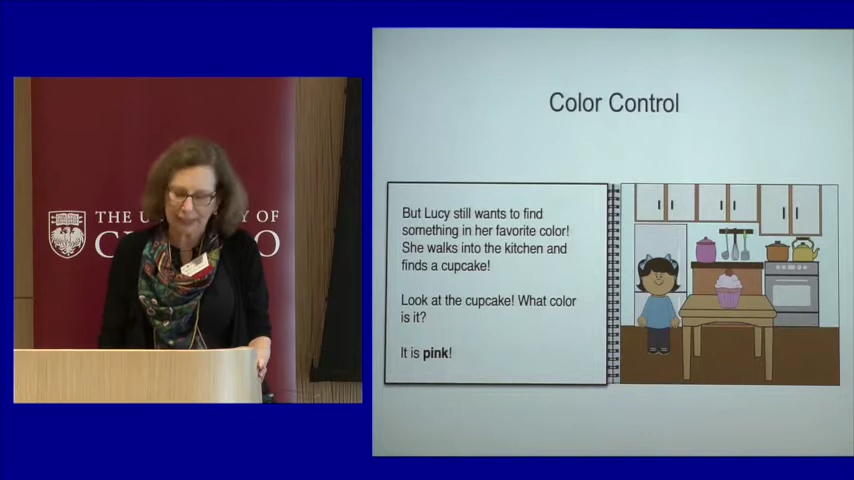 THE U OF
Color Control
But Lucy still wants to find
something in her favorite color!
She walks into the kitchen and
finds a cupcake!
Look at the cupcake! What color
is it?
It is pink!